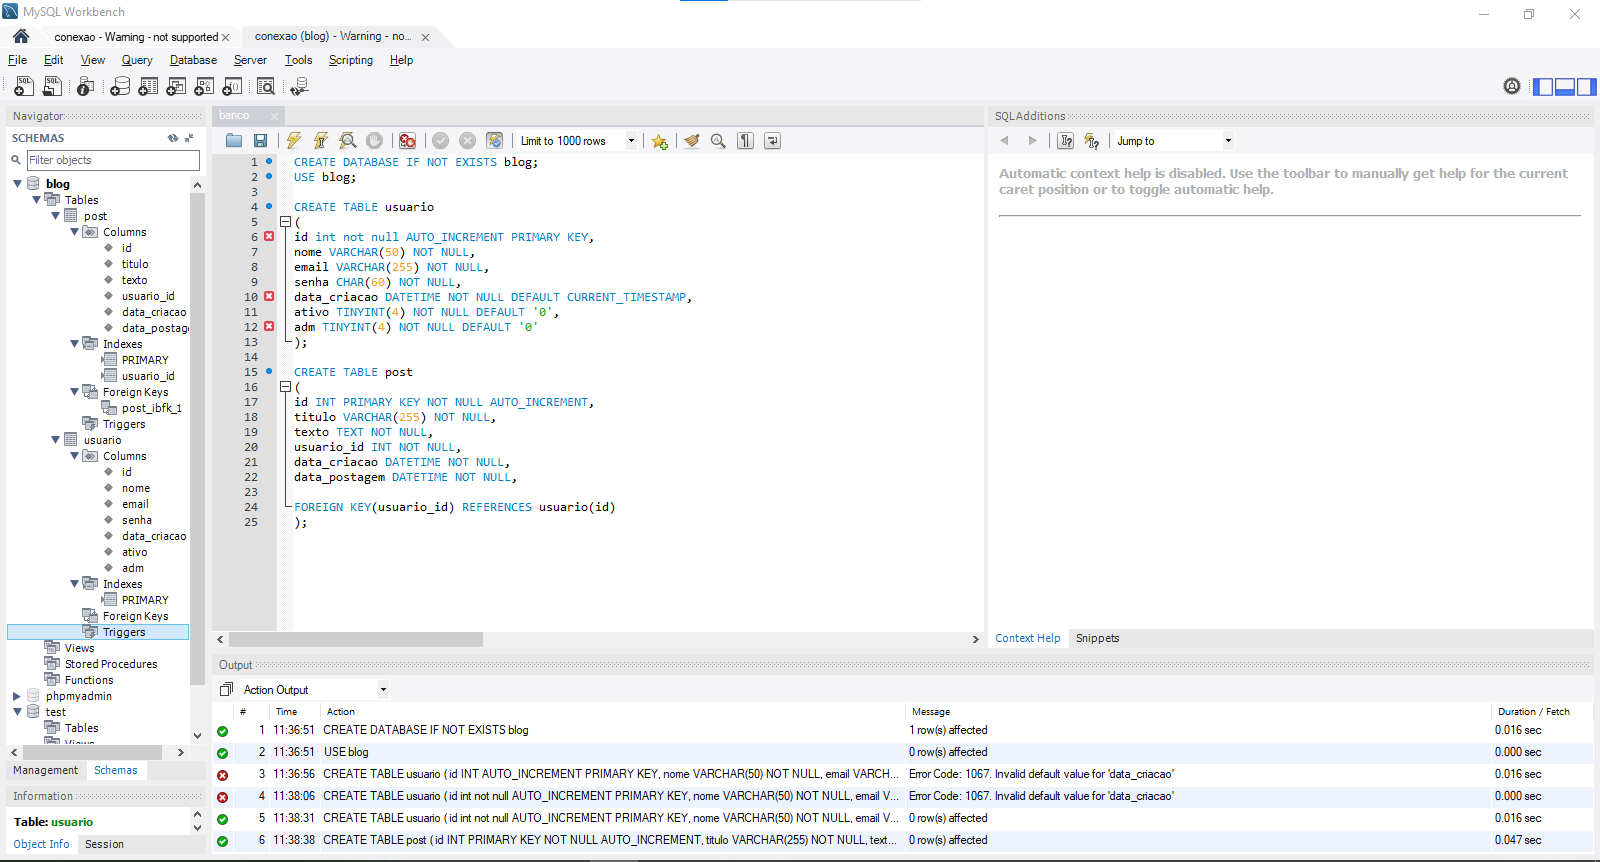 MySQL Workbench
conexao - Warning - not supported
conexao (blog) - Warning - no...
File Edit View Query Database Server Tools Scripting Help
Navigator
SCHEMAS
Filter objects
blog
Tables
post
Columns
id
titulo
texto
usuario_id
data_criacao
data_postag
Indexes
PRIMARY
usuario_id
Foreign Keys
post_ibfk_1
Triggers
usuario
Columns
id
nome
email
senha
data_criacao
ativo
adm
Indexes
PRIMARY
Foreign Keys
Triggers
Views
Stored Procedures
Functions
phpmyadmin
test
Tables
Views
Management Schemas
Information
Table: usuario
Object Info Session
banco
Limit to 1000 rows
1 CREATE DATABASE IF NOT EXISTS blog;
2 USE blog;
3
4 CREATE TABLE usuario
5 (
6 id int not null AUTO_INCREMENT PRIMARY KEY,
7 nome VARCHAR(50) NOT NULL,
8 email VARCHAR(255) NOT NULL,
9 senha CHAR(60) NOT NULL,
10 data_criacao DATETIME NOT NULL DEFAULT CURRENT_TIMESTAMP,
11 ativo TINYINT(4) NOT NULL DEFAULT '0',
12 adm TINYINT(4) NOT NULL DEFAULT '0'
13 );
14
15 CREATE TABLE post
16 (
17 id INT PRIMARY KEY NOT NULL AUTO_INCREMENT,
18 titulo VARCHAR(255) NOT NULL,
19 texto TEXT NOT NULL,
20 usuario_id INT NOT NULL,
21 data_criacao DATETIME NOT NULL,
22 data_postagem DATETIME NOT NULL,
23
24 FOREIGN KEY(usuario_id) REFERENCES usuario(id)
25 );
SQLAdditions
Jump to
Automatic context help is disabled. Use the toolbar to manually get help for the current
caret position or to toggle automatic help.
Context Help Snippets
Output
Action Output
# Time Action Message Duration / Fetch
1 11:36:51 CREATE DATABASE IF NOT EXISTS blog 1 row(s) affected 0.016 sec
2 11:36:51 USE blog 0 row(s) affected 0.000 sec
3 11:36:56 CREATE TABLE usuario ( id INT AUTO_INCREMENT PRIMARY KEY, nome VARCHAR(50) NOT NULL, email VARCH... Error Code: 1067. Invalid default value for 'data_criacao' 0.016 sec
4 11:38:06 CREATE TABLE usuario ( id int not null AUTO_INCREMENT PRIMARY KEY, nome VARCHAR(50) NOT NULL, email V... Error Code: 1067. Invalid default value for 'data_criacao' 0.000 sec
5 11:38:31 CREATE TABLE usuario ( id int not null AUTO_INCREMENT PRIMARY KEY, nome VARCHAR(50) NOT NULL, email V... 0 row(s) affected 0.016 sec
6 11:38:38 CREATE TABLE post ( id INT PRIMARY KEY NOT NULL AUTO_INCREMENT, titulo VARCHAR(255) NOT NULL, text... 0 row(s) affected 0.047 sec